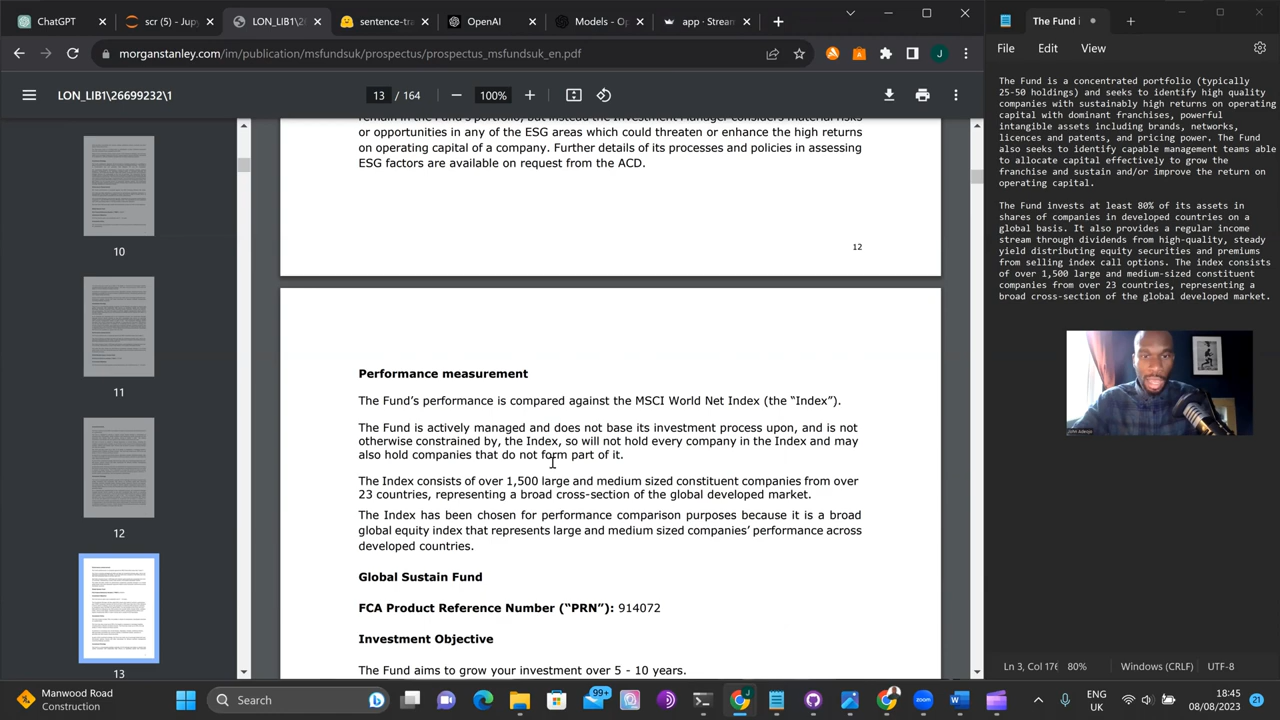 ChatGPT
scr (5) - Ju
LON_LIB1\2
sentence-tra
OpenAI
Models - Op
app · Stream
morganstanley.com/im/publication/msfundsuk/prospectus_msfundsuk_en.pdf
J
LON_LIB1\26699232\1
13 / 164
100%
10
11
12
13
or opportunities in any of the ESG areas which could threaten or enhance the high returns
on operating capital of a company. Further details of its processes and policies in assessing
ESG factors are available on request from the ACD.
12
Performance measurement
The Fund's performance is compared against the MSCI World Net Index (the “Index”).
The Fund is actively managed and does not base its investment process upon, and is not
otherwise constrained by, the Index, so will not hold every company in the Index and may
also hold companies that do not form part of it.
The Index consists of over 1,500 large and medium sized constituent companies from over
23 countries, representing a broad cross-section of the global developed market.
The Index has been chosen for performance comparison purposes because it is a broad
global equity index that represents large and medium sized companies’ performance across
developed countries.
Global Sustain Fund
FCA Product Reference Number (“PRN”): 914072
Investment Objective
The Fund aims to grow your investment over 5 - 10 years.
The Fund i
File
Edit
View
The Fund is a concentrated portfolio (typically
25-50 holdings) and seeks to identify high quality
companies with sustainably high returns on operating
capital with dominant franchises, powerful
intangible assets including brands, networks,
licences and patents, and pricing power. The Fund
also seeks to identify capable management teams able
to allocate capital effectively to grow the
franchise and sustain and/or improve the return on
operating capital.
The Fund invests at least 80% of its assets in
shares of companies in developed countries on a
global basis. It also provides a regular income
stream through dividends from high-quality, steady
yield distributing equity securities and premiums
from selling index call options. The index consists
of over 1,500 large and medium-sized constituent
companies from over 23 countries, representing a
broad cross-section of the global developed market.
John Adeojo
Ln 3, Col 176
80%
Windows (CRLF)
UTF-8
Manwood Road
Construction
Search
99+
ENG
UK
18:45
08/08/2023
21